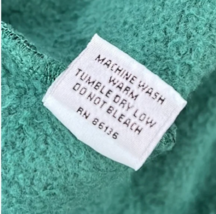 MACHINE WASH
WARM
TUMBLE DRY LOW
DO NOT BLEACH
RN 86136